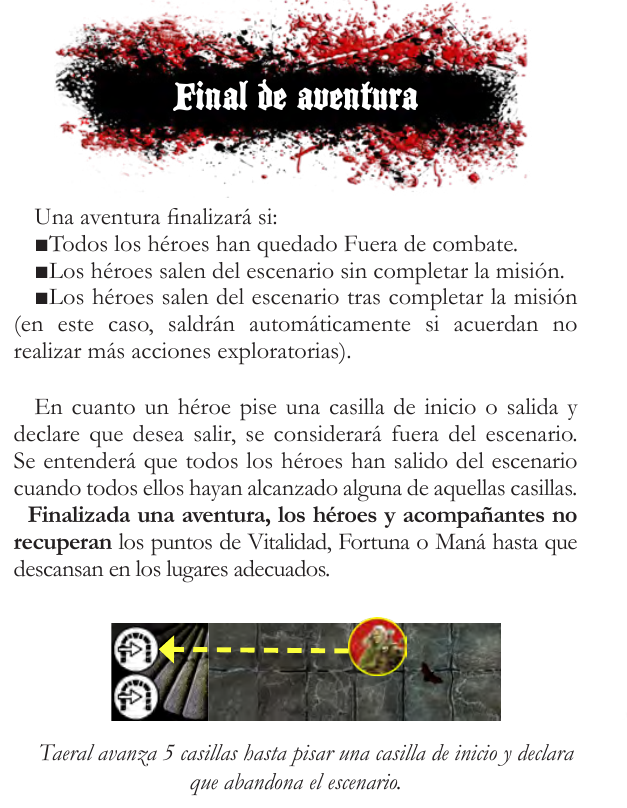 Final de aventura
Una aventura finalizará si:
■Todos los héroes han quedado Fuera de combate.
■Los héroes salen del escenario sin completar la misión.
■Los héroes salen del escenario tras completar la misión
(en este caso, saldrán automáticamente si acuerdan no
realizar más acciones exploratorias).
En cuanto un héroe pise una casilla de inicio o salida y
declare que desea salir, se considerará fuera del escenario.
Se entenderá que todos los héroes han salido del escenario
cuando todos ellos hayan alcanzado alguna de aquellas casillas.
Finalizada una aventura, los héroes y acompañantes no
recuperan los puntos de Vitalidad, Fortuna o Maná hasta que
descansan en los lugares adecuados.
Taeral avanza 5 casillas hasta pisar una casilla de inicio y declara
que abandona el escenario.